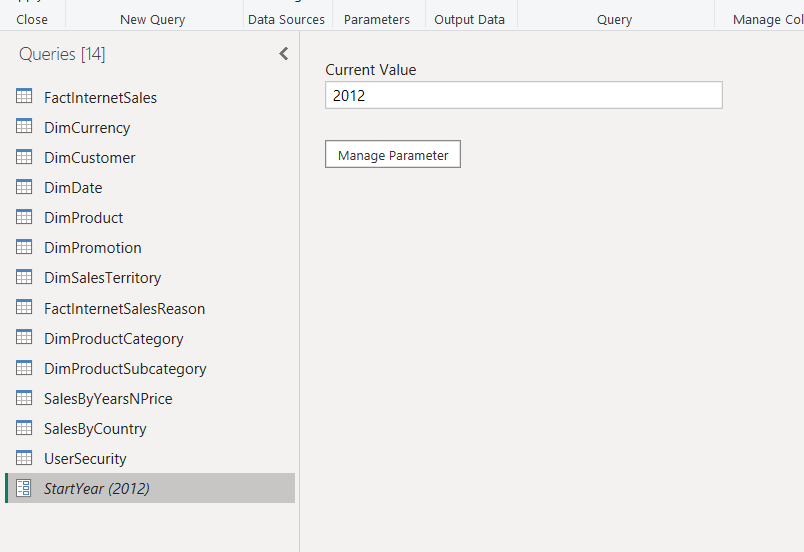 Close
New Query
Data Sources
Parameters
Output Data
Query
Manage Col
Queries [14]
FactInternetSales
DimCurrency
DimCustomer
DimDate
DimProduct
DimPromotion
DimSalesTerritory
FactInternetSalesReason
DimProductCategory
DimProductSubcategory
SalesByYearsNPrice
SalesByCountry
UserSecurity
StartYear (2012)
Current Value
2012
Manage Parameter